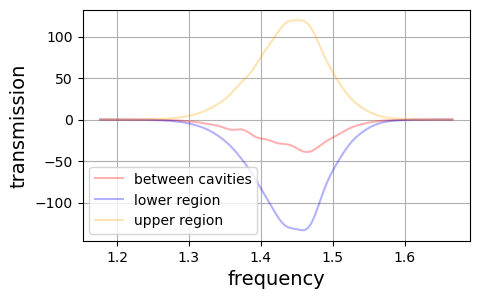 transmission
100
50
0
−50
−100
between cavities
lower region
upper region
1.2 1.3 1.4 1.5 1.6
frequency